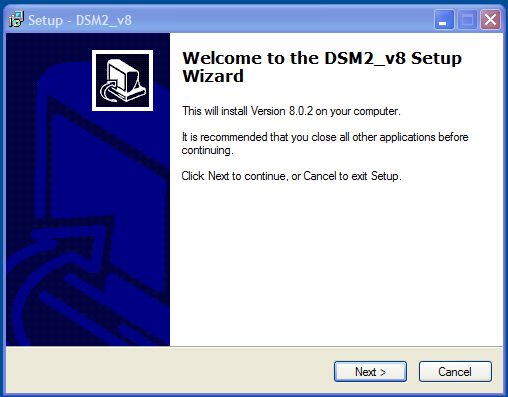 Setup - DSM2_v8
Welcome to the DSM2_v8 Setup
Wizard
This will install Version 8.0.2 on your computer.
It is recommended that you close all other applications before
continuing.
Click Next to continue, or Cancel to exit Setup.
Next >
Cancel